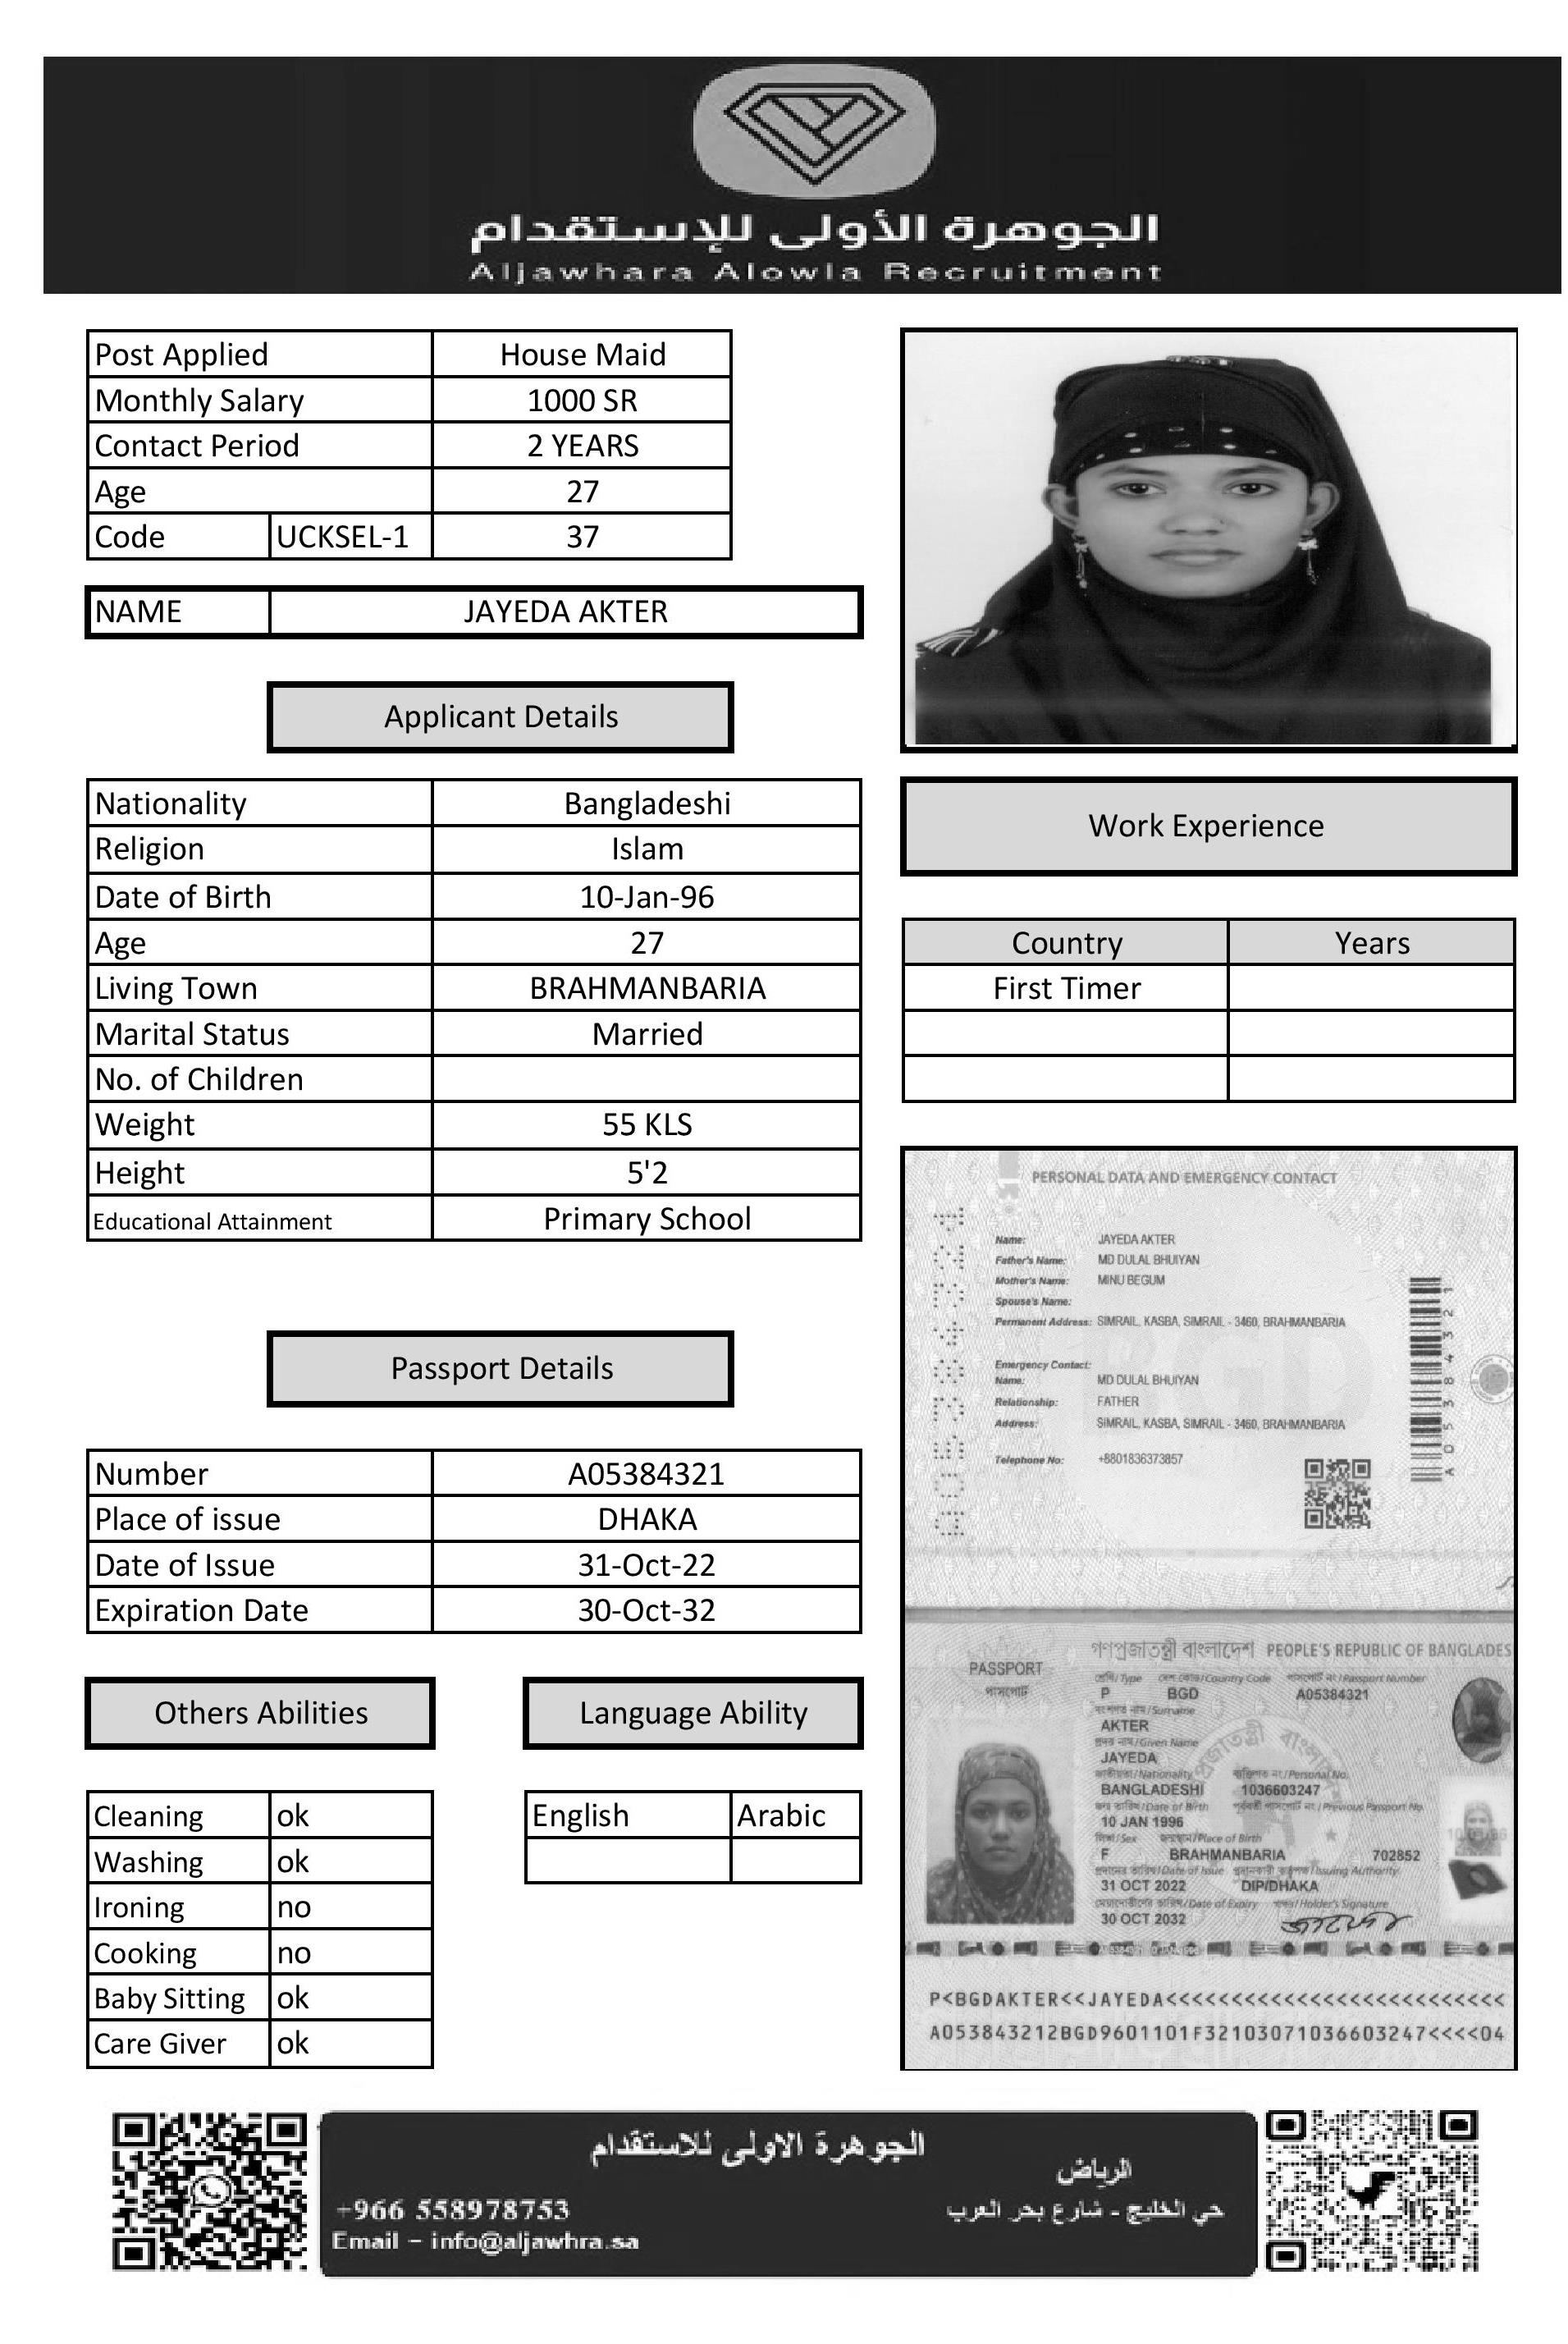 الجوهرة الأولى للإستقدام
Aljawhara Alowla Recruitment
Post Applied House Maid
Monthly Salary 1000 SR
Contact Period 2 YEARS
Age 27
Code UCKSEL-1 37
NAME JAYEDA AKTER
Applicant Details
Nationality Bangladeshi
Religion Islam
Date of Birth 10-Jan-96
Age 27
Living Town BRAHMANBARIA
Marital Status Married
No. of Children
Weight 55 KLS
Height 5'2
Educational Attainment Primary School
Work Experience
Country Years
First Timer
Passport Details
Number A05384321
Place of issue DHAKA
Date of Issue 31-Oct-22
Expiration Date 30-Oct-32
Others Abilities
Cleaning ok
Washing ok
Ironing no
Cooking no
Baby Sitting ok
Care Giver ok
Language Ability
English Arabic
PERSONAL DATA AND EMERGENCY CONTACT
Name: JAYEDA AKTER
Father's Name: MD DULAL BHUIYAN
Mother's Name: MINU BEGUM
Spouse's Name:
Permanent Address: SIMRAIL, KASBA, SIMRAIL - 3460, BRAHMANBARIA
Emergency Contact:
Name: MD DULAL BHUIYAN
Relationship: FATHER
Address: SIMRAIL, KASBA, SIMRAIL - 3460, BRAHMANBARIA
Telephone No: +8801836373857
A05384321
গণপ্রজাতন্ত্রী বাংলাদেশ PEOPLE'S REPUBLIC OF BANGLADES
PASSPORT
পাসপোর্ট
Type Country Code Passport Number
P BGD A05384321
Surname
AKTER
Given Name
JAYEDA
Nationality Personal No.
BANGLADESHI 1036603247
Date of Birth Previous Passport No.
10 JAN 1996
Sex Place of Birth
F BRAHMANBARIA 702852
Date of Issue Issuing Authority
31 OCT 2022 DIP/DHAKA
Date of Expiry Holder's Signature
30 OCT 2032
P<BGDAKTER<<JAYEDA<<<<<<<<<<<<<<<<<<<<<<<<<<
A053843212BGD9601101F32103071036603247<<<<04
الجوهرة الاولى للاستقدام
الرياض
حي الخليج - شارع بحر العرب
+966 558978753
Email – info@aljawhra.sa